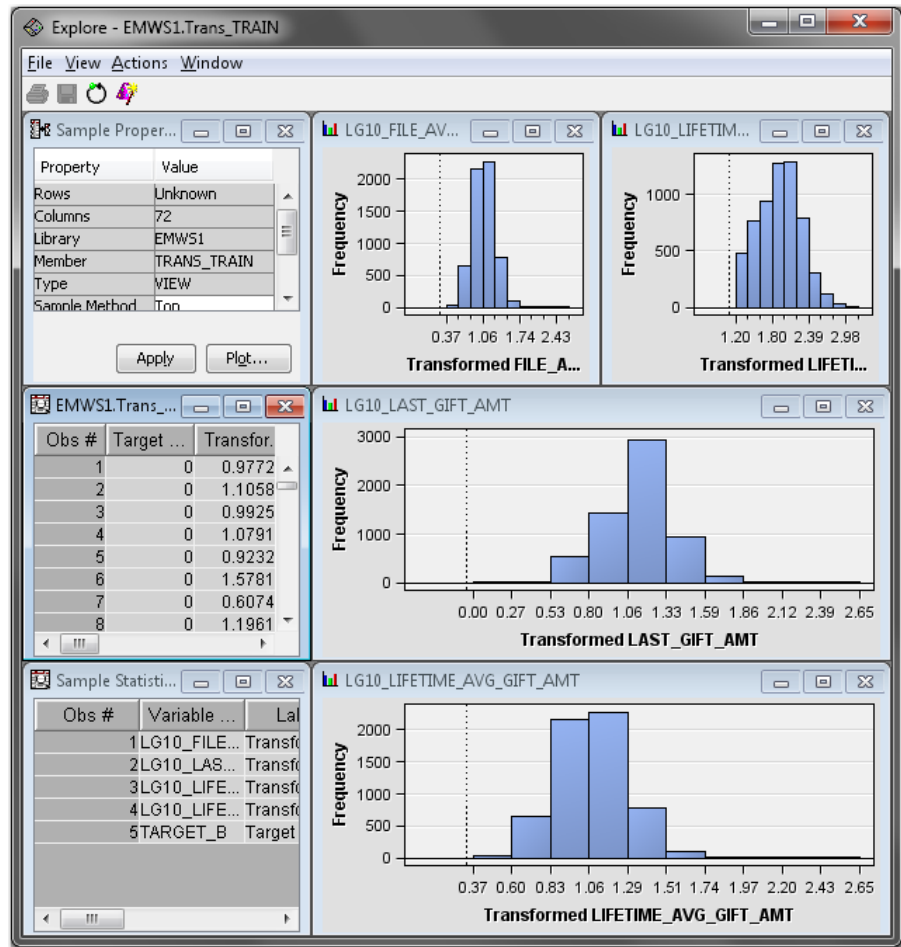 Explore - EMWS1.Trans_TRAIN
File View Actions Window
Sample Proper...
Property Value
Rows Unknown
Columns 72
Library EMWS1
Member TRANS_TRAIN
Type VIEW
Sample Method Top
Apply Plot...
LG10_FILE_AV...
Frequency
2000
1500
1000
500
0
0.37 1.06 1.74 2.43
Transformed FILE_A...
LG10_LIFETIM...
Frequency
1000
500
0
1.20 1.80 2.39 2.98
Transformed LIFETI...
EMWS1.Trans_...
Obs # Target ... Transfor.
1 0 0.9772
2 0 1.1058
3 0 0.9925
4 0 1.0791
5 0 0.9232
6 0 1.5781
7 0 0.6074
8 0 1.1961
LG10_LAST_GIFT_AMT
Frequency
3000
2000
1000
0
0.00 0.27 0.53 0.80 1.06 1.33 1.59 1.86 2.12 2.39 2.65
Transformed LAST_GIFT_AMT
Sample Statisti...
Obs # Variable ... Lal
1 LG10_FILE... Transfo
2 LG10_LAS... Transfo
3 LG10_LIFE... Transfo
4 LG10_LIFE... Transfo
5 TARGET_B Target
LG10_LIFETIME_AVG_GIFT_AMT
Frequency
2000
1500
1000
500
0
0.37 0.60 0.83 1.06 1.29 1.51 1.74 1.97 2.20 2.43 2.65
Transformed LIFETIME_AVG_GIFT_AMT